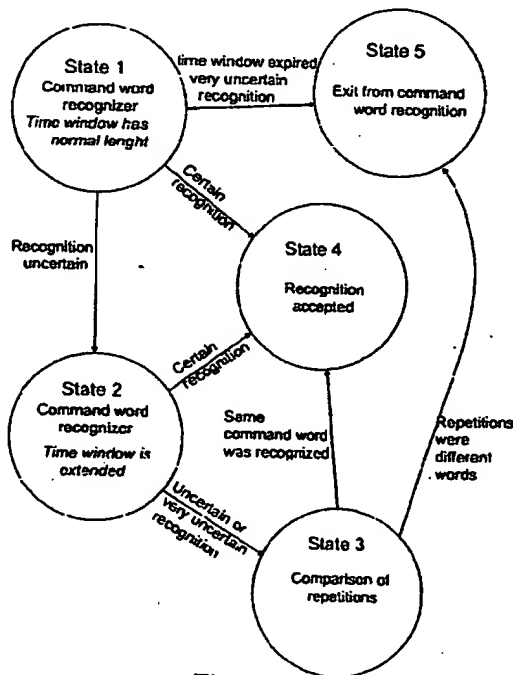 State 1
Command word
recognizer
Time window has
normal lenght
time window expired
very uncertain
recognition
State 5
Exit from command
word recognition
Certain
recognition
Recognition
uncertain
State 4
Recognition
accepted
State 2
Command word
recognizer
Time window is
extended
Certain
recognition
Same
command word
was recognized
Repetitions
were
different
words
Uncertain or
very uncertain
recognition
State 3
Comparison of
repetitions